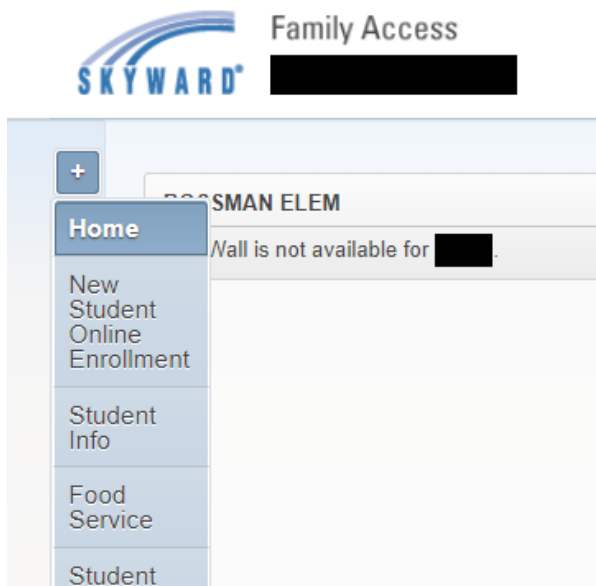 Family Access
SKYWARD®
+
SMAN ELEM
Home
Wall is not available for .
New
Student
Online
Enrollment
Student
Info
Food
Service
Student